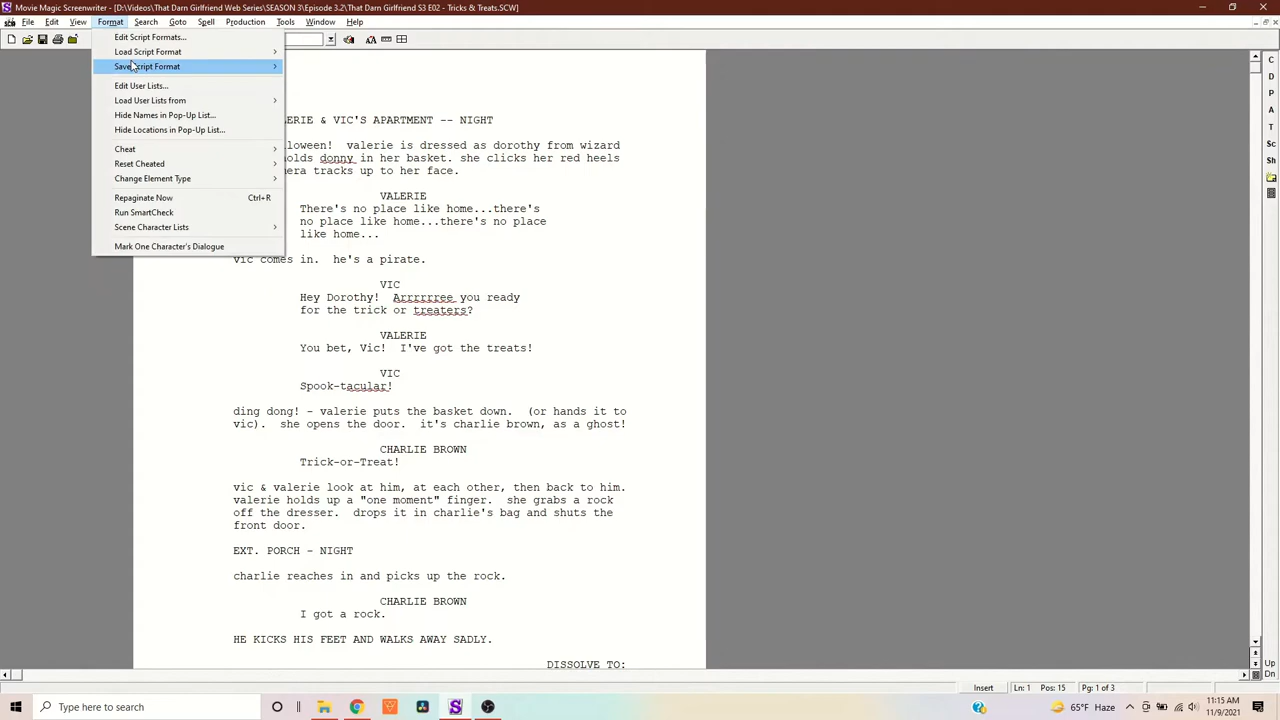 Movie Magic Screenwriter - [D:\Videos\That Darn Girlfriend Web Series\SEASON 3\Episode 3.2\That Darn Girlfriend S3 E02 - Tricks & Treats.SCW]
File Edit View Format Search Goto Spell Production Tools Window Help
Edit Script Formats...
Load Script Format
Save Script Format
Edit User Lists...
Load User Lists from
Hide Names in Pop-Up List...
Hide Locations in Pop-Up List...
Cheat
Reset Cheated
Change Element Type
Repaginate Now Ctrl+R
Run SmartCheck
Scene Character Lists
Mark One Character's Dialogue
& VIC'S APARTMENT -- NIGHT
valerie is dressed as dorothy from wizard
holds donny in her basket. she clicks her red heels
tracks up to her face.
VALERIE
There's no place like home...there's
no place like home...there's no place
like home...
vic comes in. he's a pirate.
VIC
Hey Dorothy! Arrrrrree you ready
for the trick or treaters?
VALERIE
You bet, Vic! I've got the treats!
VIC
Spook-tacular!
ding dong! - valerie puts the basket down. (or hands it to
vic). she opens the door. it's charlie brown, as a ghost!
CHARLIE BROWN
Trick-or-Treat!
vic & valerie look at him, at each other, then back to him.
valerie holds up a "one moment" finger. she grabs a rock
off the dresser. drops it in charlie's bag and shuts the
front door.
EXT. PORCH - NIGHT
charlie reaches in and picks up the rock.
CHARLIE BROWN
I got a rock.
HE KICKS HIS FEET AND WALKS AWAY SADLY.
DISSOLVE TO:
C
D
P
A
T
Sc
Sh
Up
Dn
Insert Ln: 1 Pos: 15 Pg: 1 of 3
Type here to search
65°F Haze
11:15 AM
11/9/2021